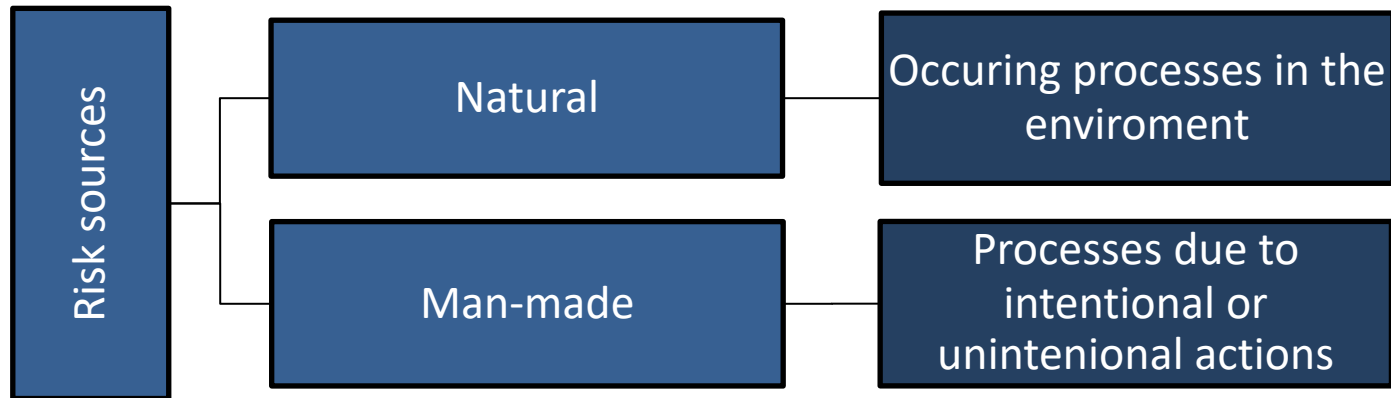 Risk sources
Natural
Occuring processes in the
enviroment
Man-made
Processes due to
intentional or
unintenional actions